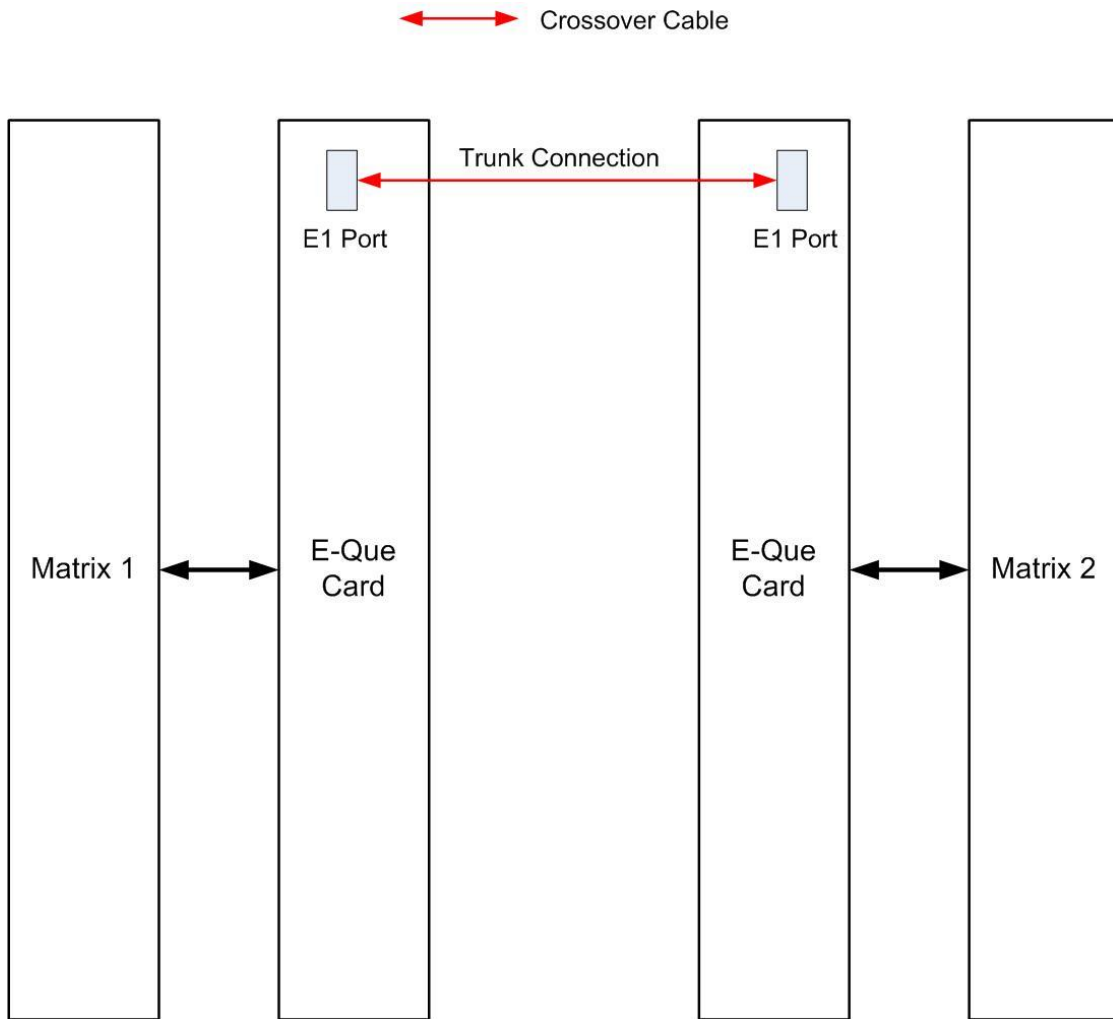 Crossover Cable
Trunk Connection
E1 Port
E1 Port
Matrix 1
E-Que
Card
E-Que
Card
Matrix 2